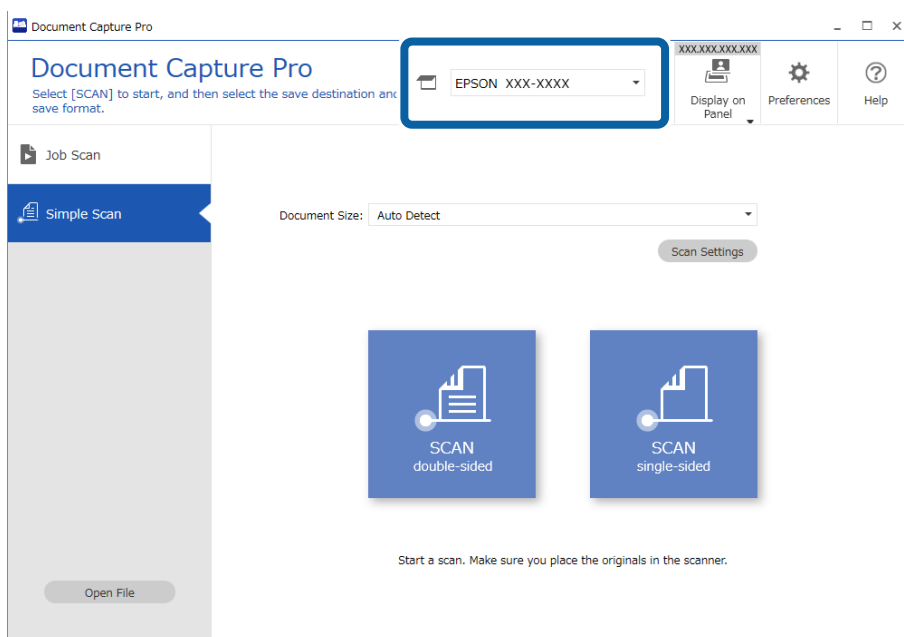 Document Capture Pro
Document Capture Pro
Select [SCAN] to start, and then select the save destination and
save format.
EPSON XXX-XXXX
XXX.XXX.XXX.XXX
Display on
Panel
Preferences
Help
Job Scan
Simple Scan
Document Size:
Auto Detect
Scan Settings
SCAN
double-sided
SCAN
single-sided
Start a scan. Make sure you place the originals in the scanner.
Open File